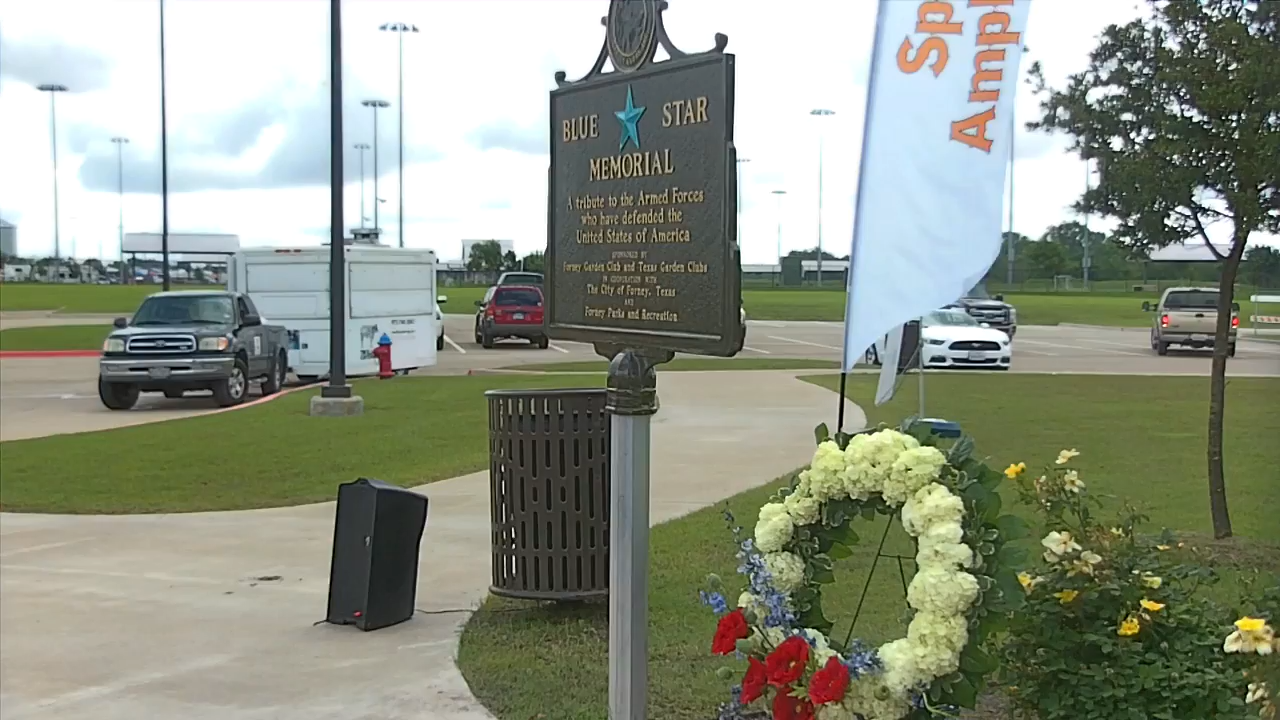 BLUE STAR
MEMORIAL
A tribute to the Armed Forces
who have defended the
United States of America
SPONSORED BY
Forney Garden Club and Texas Garden Clubs
IN COOPERATION WITH
The City of Forney, Texas
AND
Forney Parks and Recreation
Sp
Amp